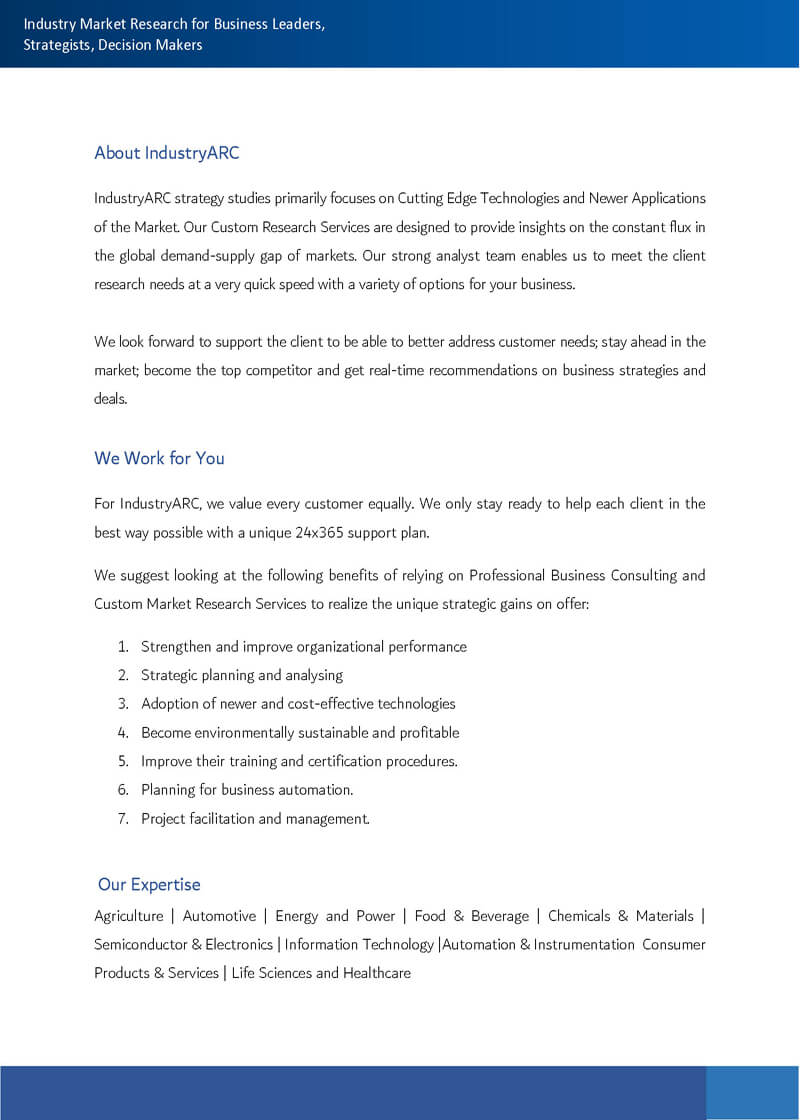 Industry Market Research for Business Leaders,
Strategists, Decision Makers
About IndustryARC
IndustryARC strategy studies primarily focuses on Cutting Edge Technologies and Newer Applications
of the Market. Our Custom Research Services are designed to provide insights on the constant flux in
the global demand-supply gap of markets. Our strong analyst team enables us to meet the client
research needs at a very quick speed with a variety of options for your business.
We look forward to support the client to be able to better address customer needs; stay ahead in the
market; become the top competitor and get real-time recommendations on business strategies and
deals.
We Work for You
For IndustryARC, we value every customer equally. We only stay ready to help each client in the
best way possible with a unique 24x365 support plan.
We suggest looking at the following benefits of relying on Professional Business Consulting and
Custom Market Research Services to realize the unique strategic gains on offer:
1. Strengthen and improve organizational performance
2. Strategic planning and analysing
3. Adoption of newer and cost-effective technologies
4. Become environmentally sustainable and profitable
5. Improve their training and certification procedures.
6. Planning for business automation.
7. Project facilitation and management.
Our Expertise
Agriculture | Automotive | Energy and Power | Food & Beverage | Chemicals & Materials |
Semiconductor & Electronics | Information Technology |Automation & Instrumentation Consumer
Products & Services | Life Sciences and Healthcare